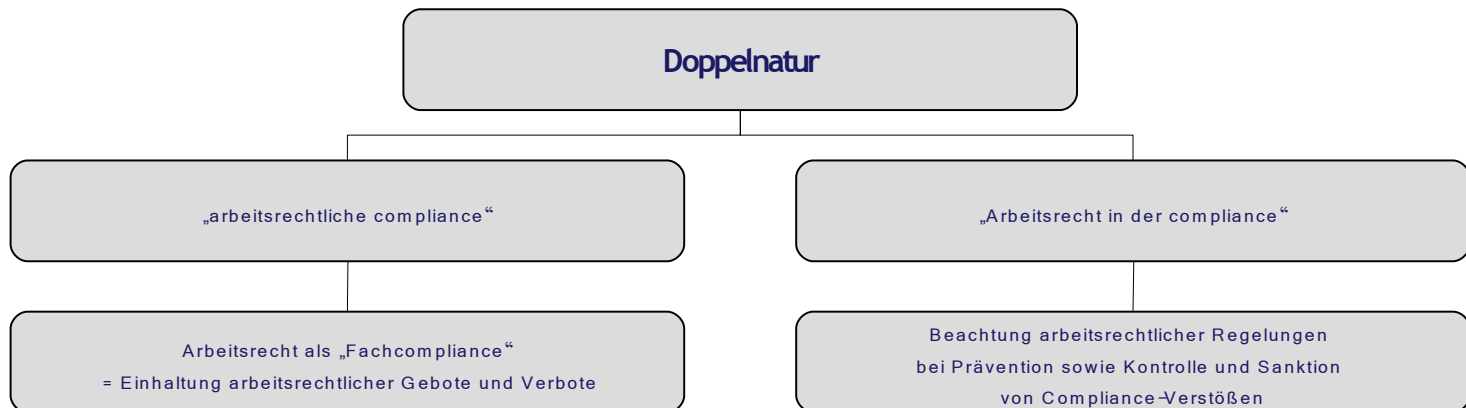 Doppelnatur
„arbeitsrechtliche compliance“
„Arbeitsrecht in der compliance“
Arbeitsrecht als „Fachcompliance“
= Einhaltung arbeitsrechtlicher Gebote und Verbote
Beachtung arbeitsrechtlicher Regelungen
bei Prävention sowie Kontrolle und Sanktion
von Compliance-Verstößen